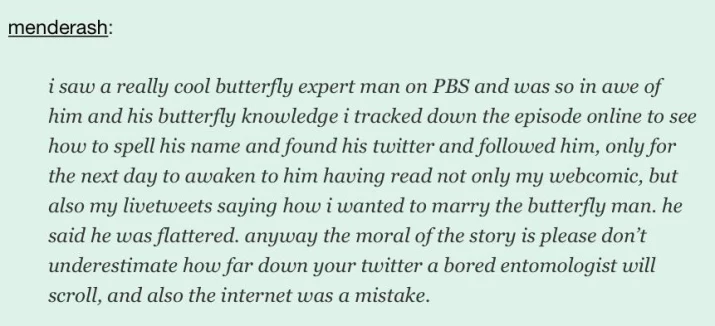 menderash:
i saw a really cool butterfly expert man on PBS and was so in awe of
him and his butterfly knowledge i tracked down the episode online to see
how to spell his name and found his twitter and followed him, only for
the next day to awaken to him having read not only my webcomic, but
also my livetweets saying how i wanted to marry the butterfly man. he
said he was flattered. anyway the moral of the story is please don’t
underestimate how far down your twitter a bored entomologist will
scroll, and also the internet was a mistake.